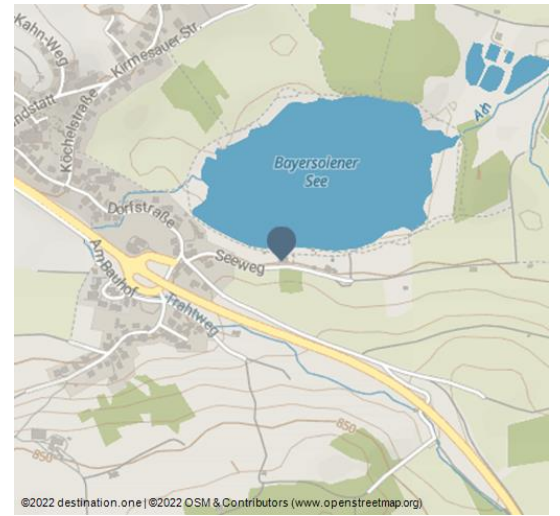 Kahn-Weg
Kirmesauer-Str.
Köchelstraße
Dorfstraße
Bayersoiener
See
Ach
Seeweg
Am Bauhof
Trahtweg
850
850
©2022 destination.one | ©2022 OSM & Contributors (www.openstreetmap.org)